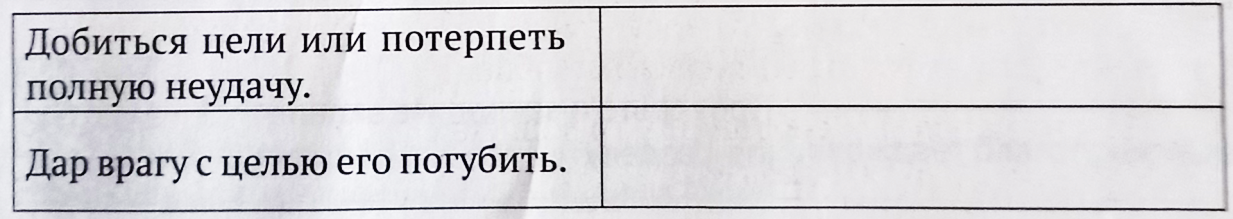 Добиться цели или потерпеть
полную неудачу.
Дар врагу с целью его погубить.